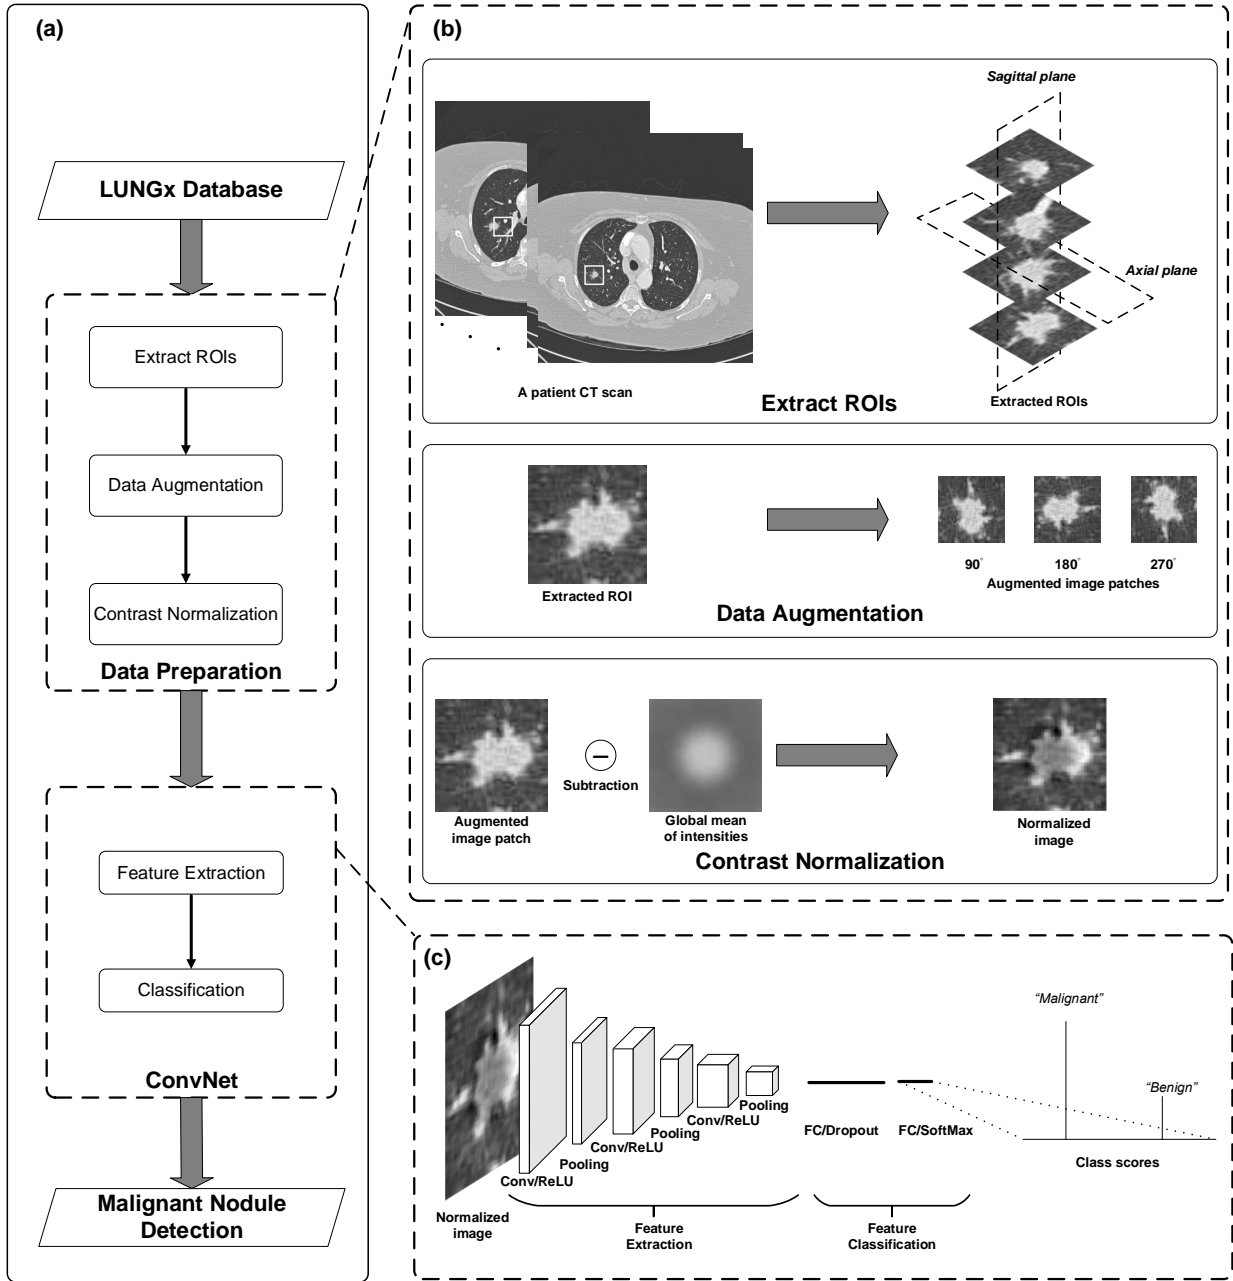 (a)
LUNGx Database
Extract ROIs
Data Augmentation
Contrast Normalization
Data Preparation
Feature Extraction
Classification
ConvNet
Malignant Nodule
Detection
(b)
Sagittal plane
Axial plane
A patient CT scan
Extract ROIs
Extracted ROIs
Extracted ROI
90°
180°
270°
Augmented image patches
Data Augmentation
Subtraction
Augmented
image patch
Global mean
of intensities
Normalized
image
Contrast Normalization
(c)
Normalized
image
Conv/ReLU
Pooling
Conv/ReLU
Pooling
Conv/ReLU
Pooling
FC/Dropout
FC/SoftMax
“Malignant”
“Benign”
Class scores
Feature
Extraction
Feature
Classification